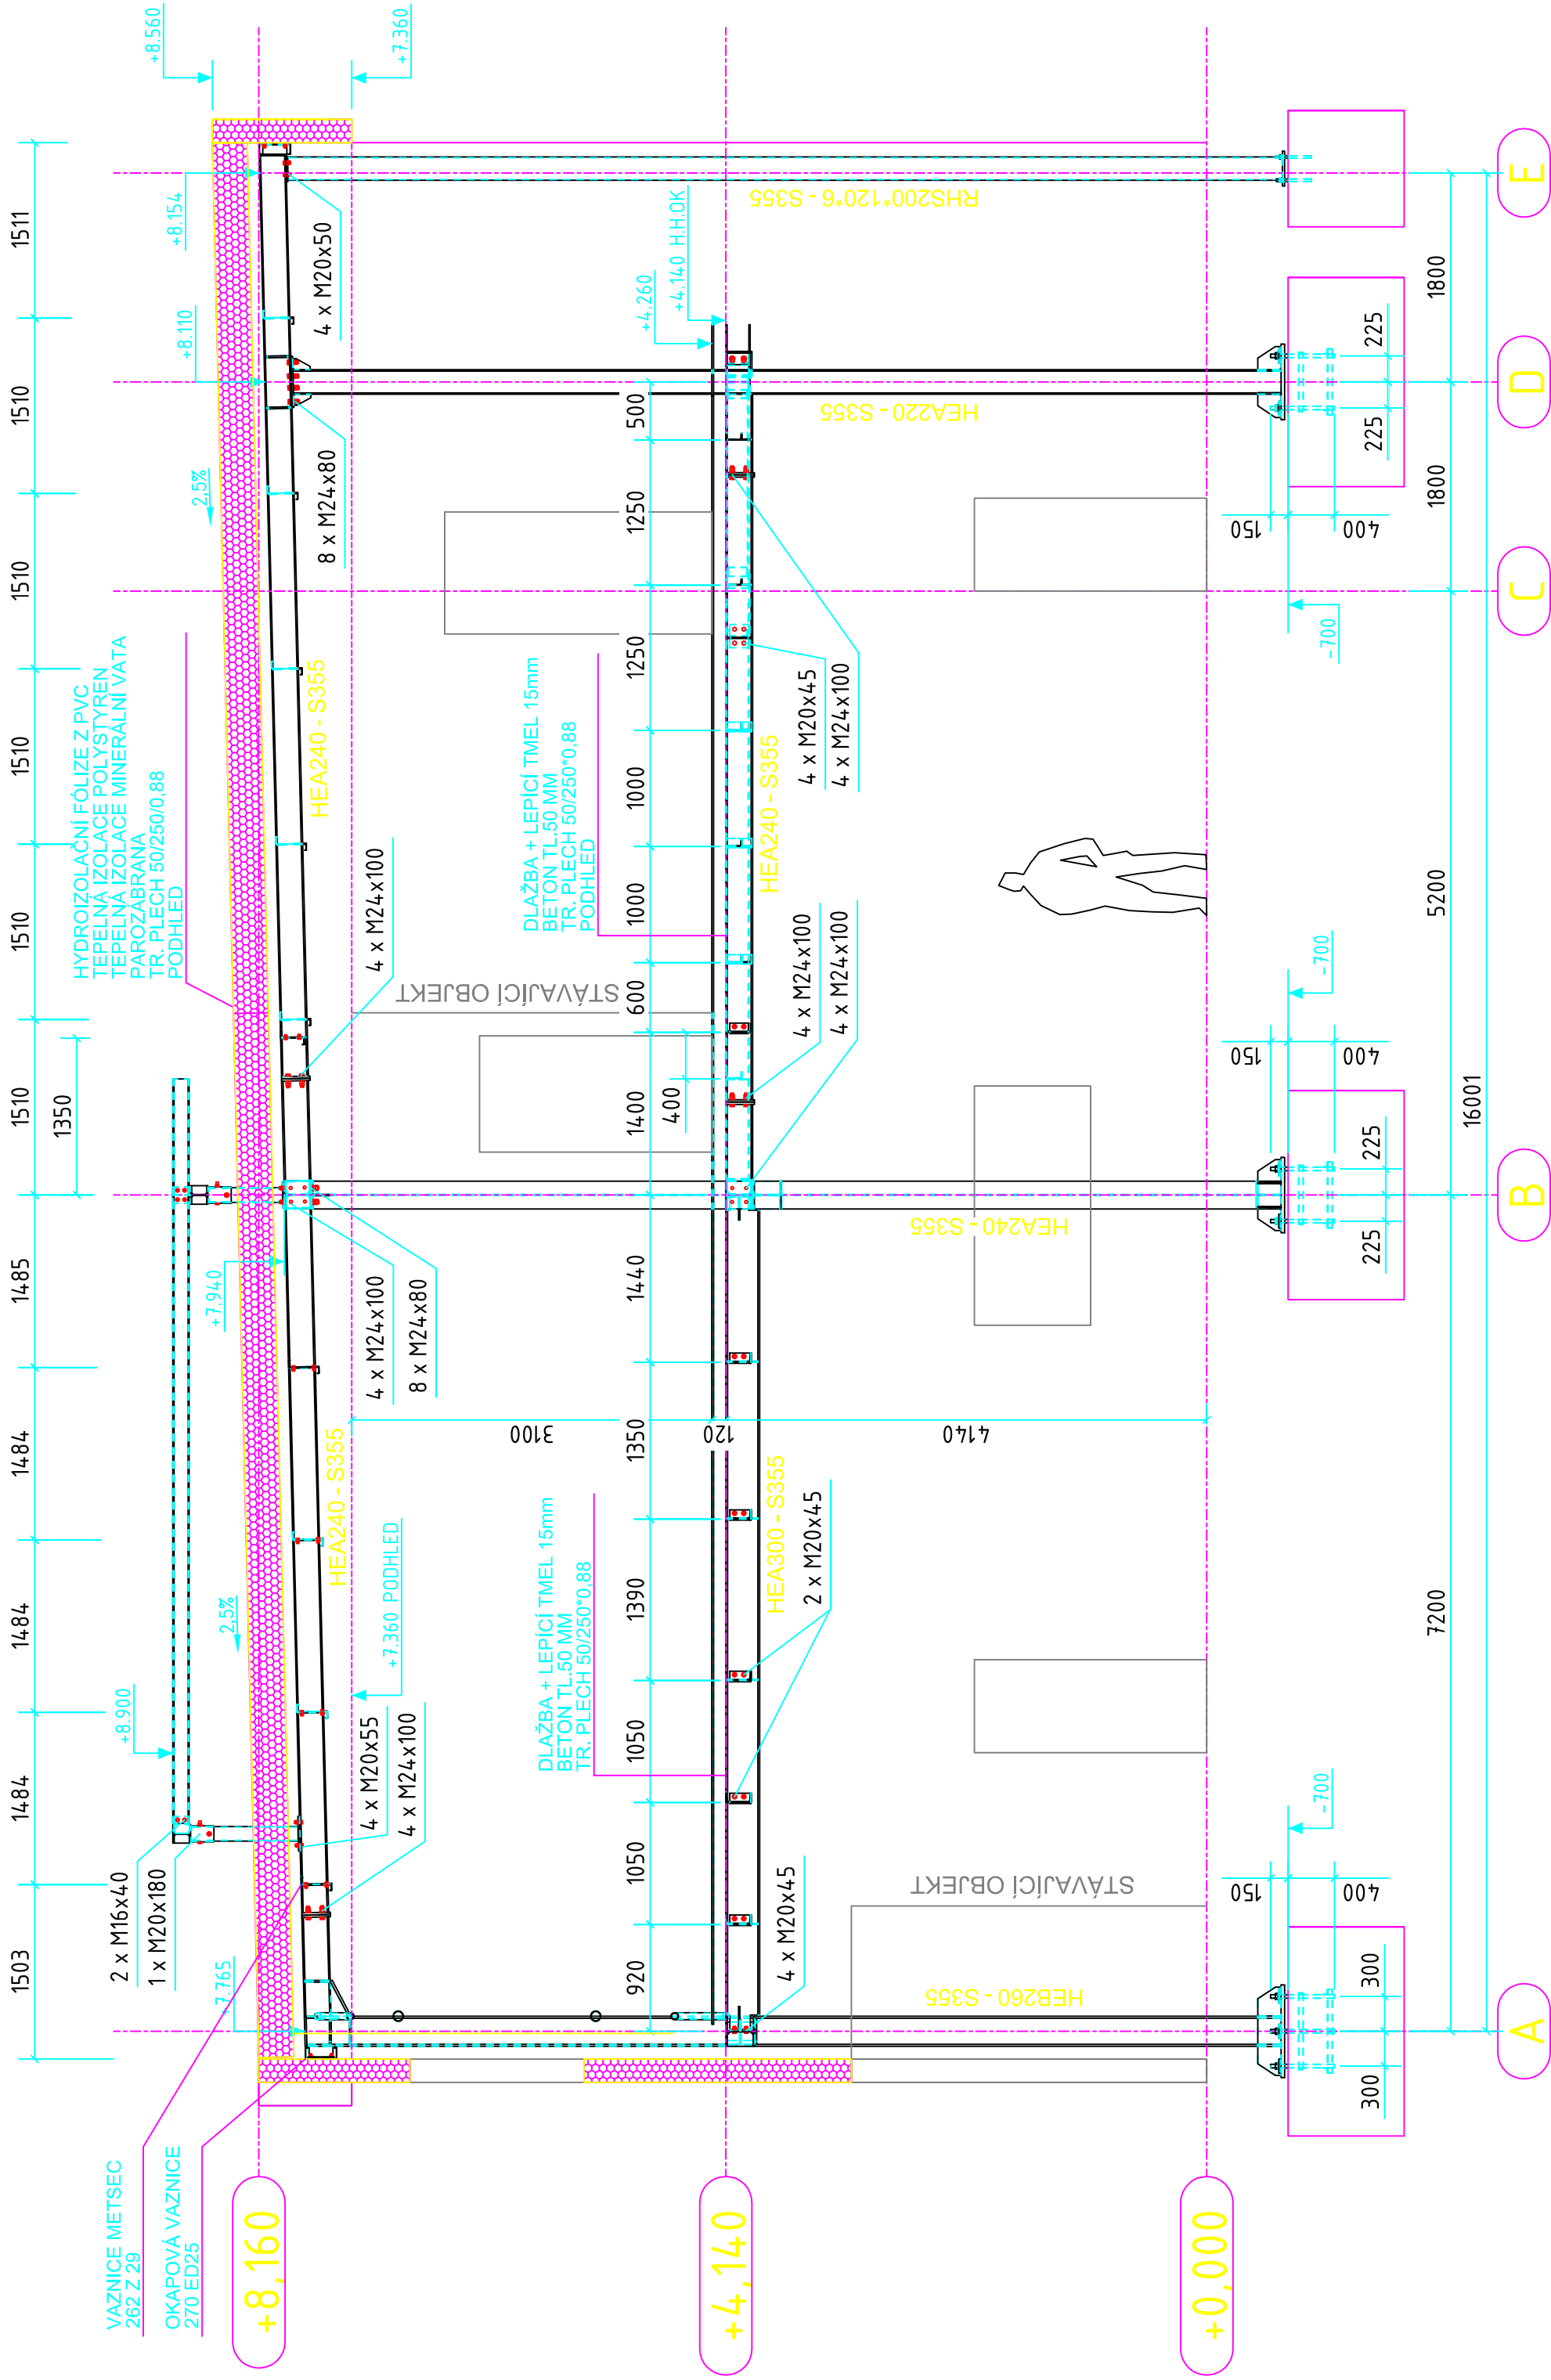 1503
1484
1484
1484
1485
1510
1510
1510
1510
1510
1511
1350
+8.560
+7.360
+8.154
+8.110
2,5%
HYDROIZOLAČNÍ FÓLIZE Z PVC
TEPELNÁ IZOLACE POLYSTYREN
TEPELNÁ IZOLACE MINERÁLNÍ VATA
PAROZÁBRANA
TR. PLECH 50/250/0,88
PODHLED
+8.900
2,5%
+7.940
+7.765
2 x M16x40
1 x M20x180
VAZNICE METSEC
262 Z 29
OKAPOVÁ VAZNICE
270 ED25
+8,160
HEA240 - S355
HEA240 - S355
4 x M20x50
8 x M24x80
4 x M24x100
4 x M24x100
8 x M24x80
4 x M20x55
4 x M24x100
+7.360 PODHLED
STÁVAJÍCÍ OBJEKT
3100
120
4140
DLAŽBA + LEPÍCÍ TMEL 15mm
BETON TL.50 MM
TR. PLECH 50/250*0,88
DLAŽBA + LEPÍCÍ TMEL 15mm
BETON TL.50 MM
TR. PLECH 50/250*0,88
PODHLED
920
1050
1050
1390
1350
1440
1400
600
1000
1000
1250
1250
500
400
+4.260
+4.140 H.H.OK
+4,140
HEA300 - S355
HEA240 - S355
4 x M20x45
2 x M20x45
4 x M24x100
4 x M24x100
4 x M20x45
4 x M24x100
STÁVAJÍCÍ OBJEKT
HEB260 - S355
HEA240 - S355
HEA220 - S355
RHS200*120*6 - S355
+0,000
-700
-700
-700
150
400
150
400
150
400
300
300
225
225
225
225
7200
5200
1800
1800
16001
A
B
C
D
E